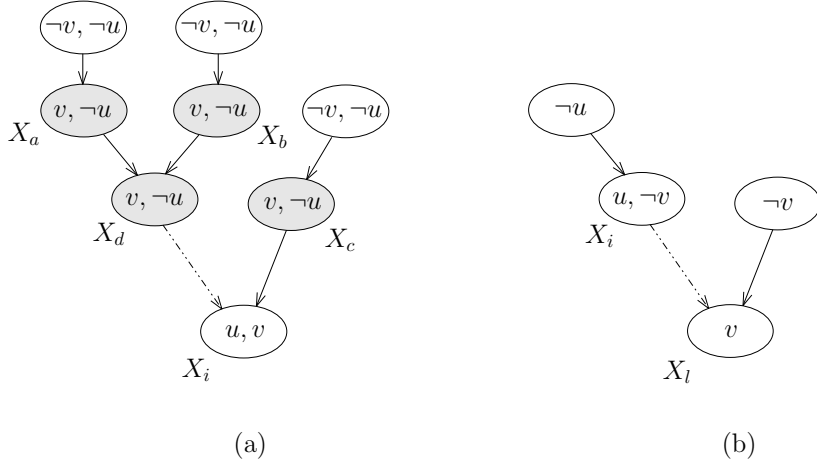 ¬v, ¬u
¬v, ¬u
v, ¬u
v, ¬u
¬v, ¬u
¬u
X_a
X_b
v, ¬u
v, ¬u
u, ¬v
¬v
X_d
X_c
X_i
u, v
v
X_i
X_l
(a)
(b)